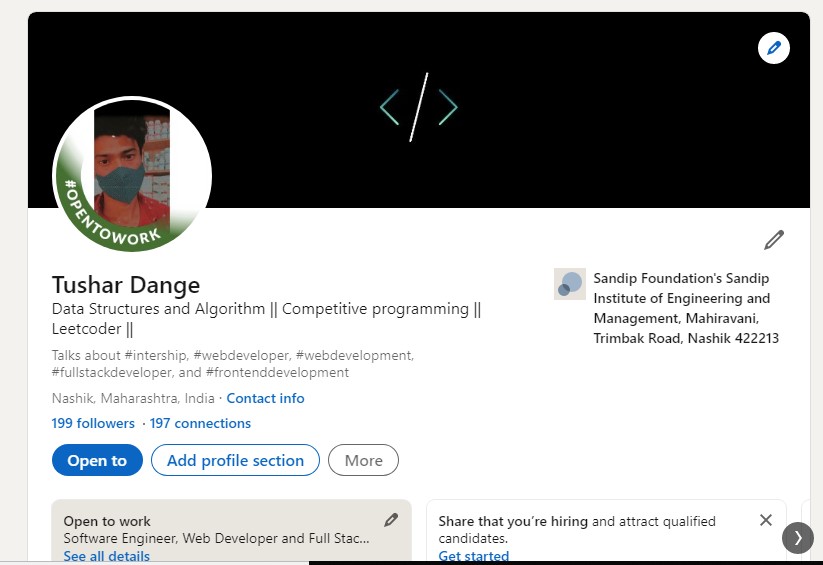 </>
#OPENTOWORK
Tushar Dange
Data Structures and Algorithm || Competitive programming ||
Leetcoder ||
Talks about #intership, #webdeveloper, #webdevelopment,
#fullstackdeveloper, and #frontenddevelopment
Nashik, Maharashtra, India · Contact info
199 followers · 197 connections
Open to
Add profile section
More
Sandip Foundation's Sandip
Institute of Engineering and
Management, Mahiravani,
Trimbak Road, Nashik 422213
Open to work
Software Engineer, Web Developer and Full Stac...
See all details
Share that you're hiring and attract qualified
candidates.
Get started